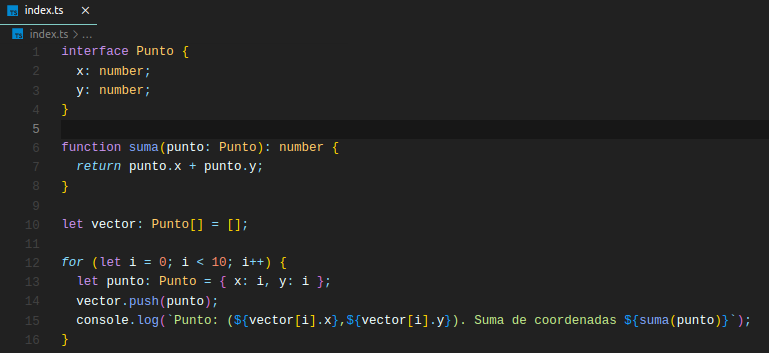 TS index.ts ×
TS index.ts > ...
1 interface Punto {
2   x: number;
3   y: number;
4 }
5
6 function suma(punto: Punto): number {
7   return punto.x + punto.y;
8 }
9
10 let vector: Punto[] = [];
11
12 for (let i = 0; i < 10; i++) {
13   let punto: Punto = { x: i, y: i };
14   vector.push(punto);
15   console.log(`Punto: (${vector[i].x},${vector[i].y}). Suma de coordenadas ${suma(punto)}`);
16 }